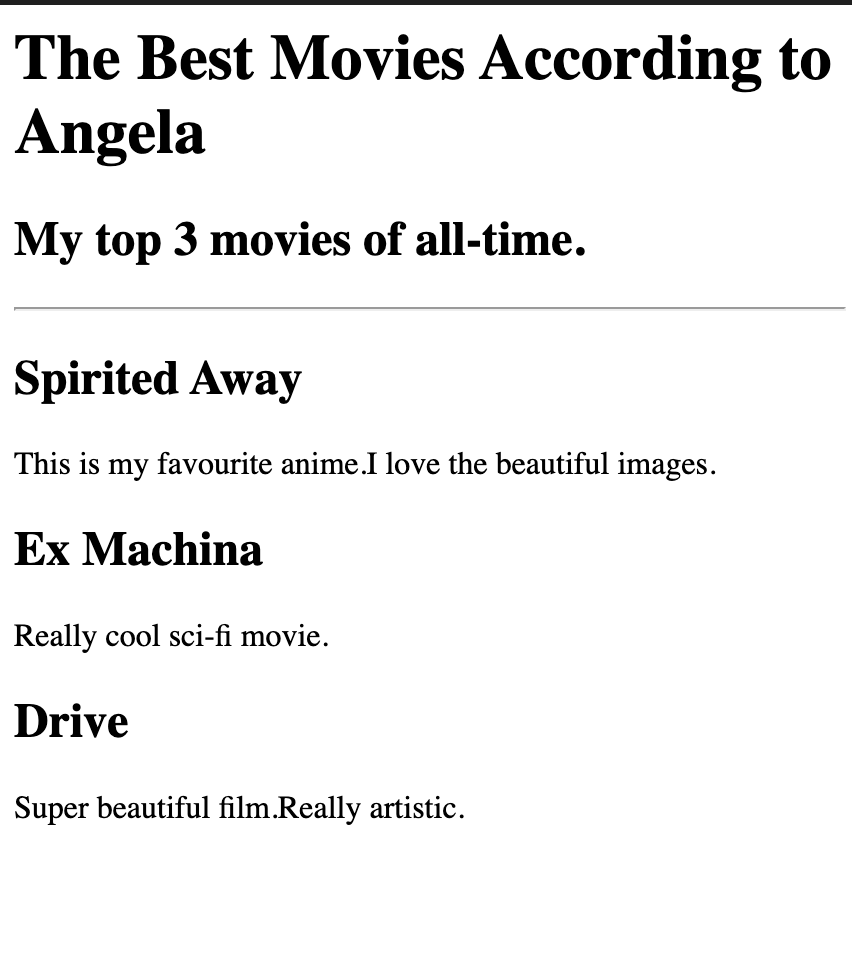 The Best Movies According to
Angela
My top 3 movies of all-time.
Spirited Away
This is my favourite anime.I love the beautiful images.
Ex Machina
Really cool sci-fi movie.
Drive
Super beautiful film.Really artistic.